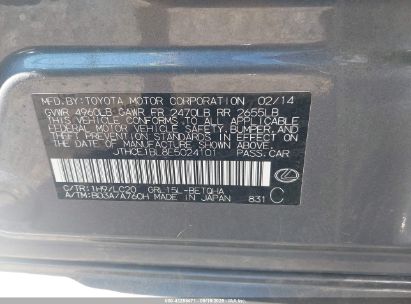 MFD.BY:TOYOTA MOTOR CORPORATION 02/14
GVWR 4960LB GAWR FR 2470LB RR 2655LB
THIS VEHICLE CONFORMS TO ALL APPLICABLE
FEDERAL MOTOR VEHICLE SAFETY, BUMPER, AND
THEFT PREVENTION STANDARDS IN EFFECT ON
THE DATE OF MANUFACTURE SHOWN ABOVE.
JTHCE1BL8E5024101 PASS.CAR
C/TR:1H9/LC20 GRL15L-BETQHA
A/TM:B03A/A760H MADE IN JAPAN 831 C